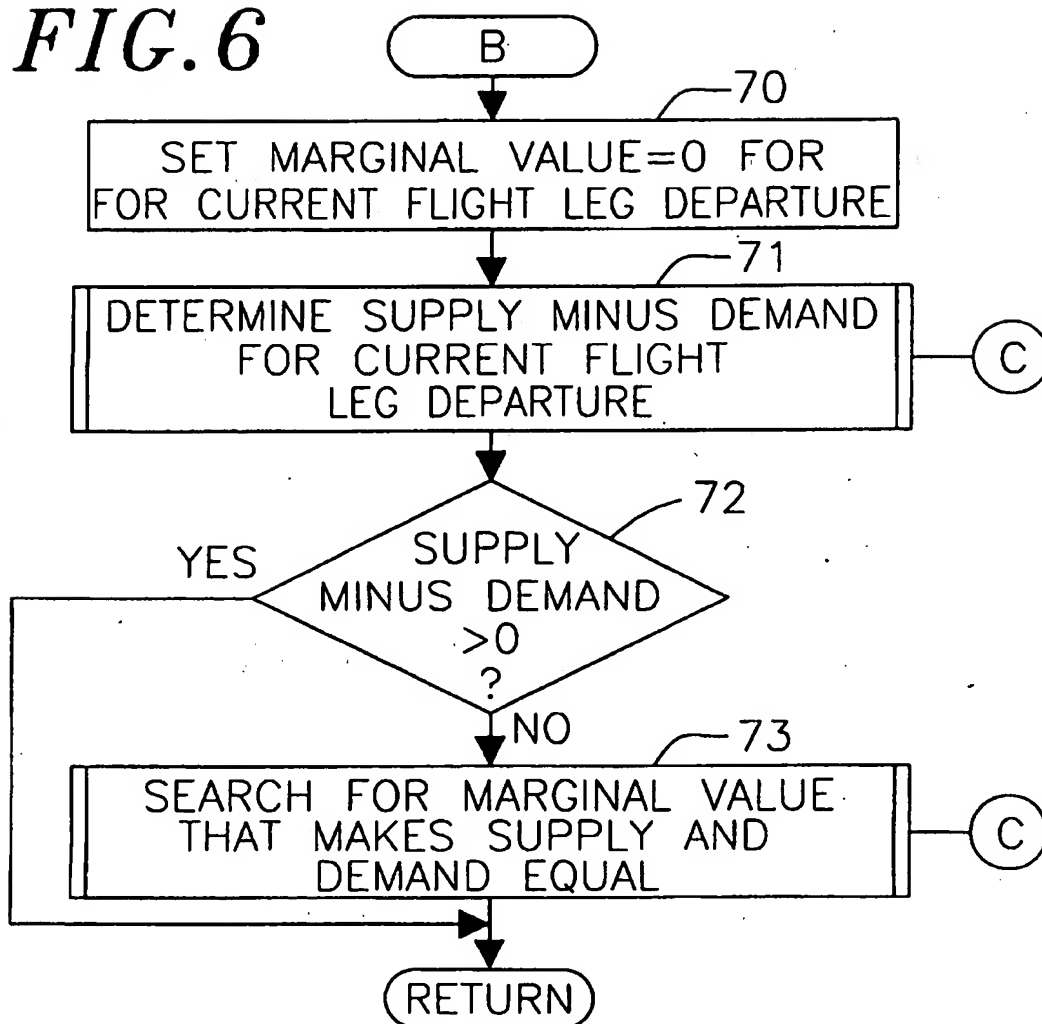 FIG. 6
B
70
SET MARGINAL VALUE=0 FOR
FOR CURRENT FLIGHT LEG DEPARTURE
71
DETERMINE SUPPLY MINUS DEMAND
FOR CURRENT FLIGHT
LEG DEPARTURE
C
72
YES
SUPPLY
MINUS DEMAND
>0
?
NO
73
SEARCH FOR MARGINAL VALUE
THAT MAKES SUPPLY AND
DEMAND EQUAL
C
RETURN